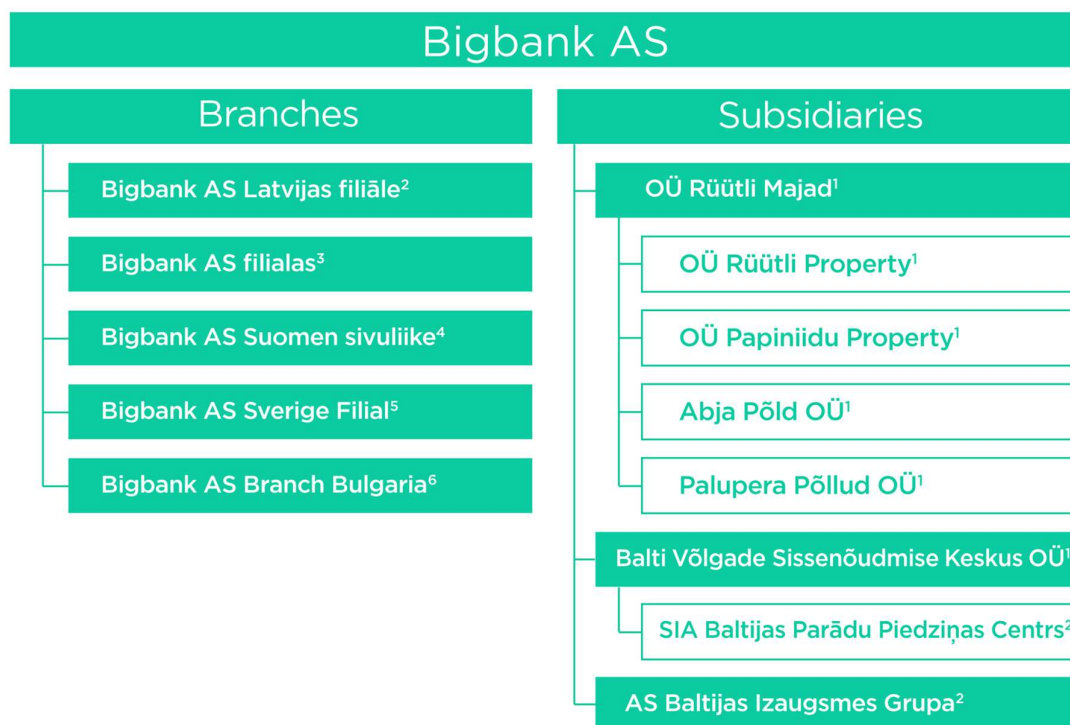 Bigbank AS
Branches
Bigbank AS Latvijas filiāle²
Bigbank AS filialas³
Bigbank AS Suomen sivuliike⁴
Bigbank AS Sverige Filial⁵
Bigbank AS Branch Bulgaria⁶
Subsidiaries
OÜ Rüütli Majad¹
OÜ Rüütli Property¹
OÜ Papiniidu Property¹
Abja Põld OÜ¹
Palupera Põllud OÜ¹
Balti Võlgade Sissenõudmise Keskus OÜ¹
SIA Baltijas Parādu Piedziņas Centrs²
AS Baltijas Izaugsmes Grupa²